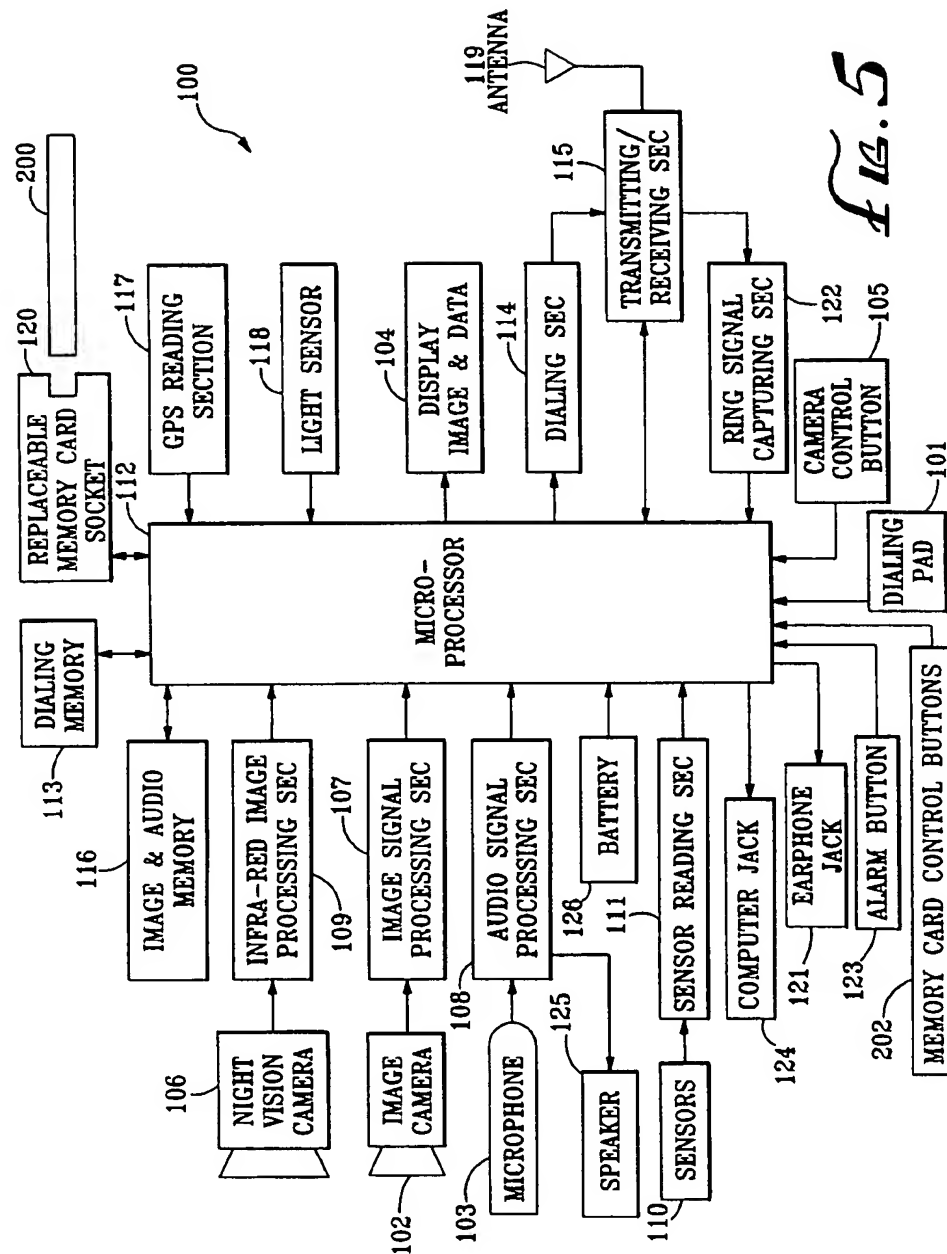 100
200
120
REPLACEABLE
MEMORY CARD
SOCKET
112
117
GPS READING
SECTION
118
LIGHT SENSOR
104
DISPLAY
IMAGE & DATA
114
DIALING SEC
119
ANTENNA
115
TRANSMITTING/
RECEIVING SEC
RING SIGNAL
CAPTURING SEC
122
CAMERA
CONTROL
BUTTON
105
DIALING
PAD
101
MICRO-
PROCESSOR
DIALING
MEMORY
113
116
IMAGE & AUDIO
MEMORY
INFRA-RED IMAGE
PROCESSING SEC
109
107
IMAGE SIGNAL
PROCESSING SEC
AUDIO SIGNAL
PROCESSING SEC
108
BATTERY
126
111
SENSOR READING SEC
106
NIGHT
VISION
CAMERA
IMAGE
CAMERA
102
MICROPHONE
103
125
SPEAKER
SENSORS
110
COMPUTER JACK
124
EARPHONE
JACK
121
ALARM BUTTON
123
MEMORY CARD CONTROL BUTTONS
202
FIG. 5